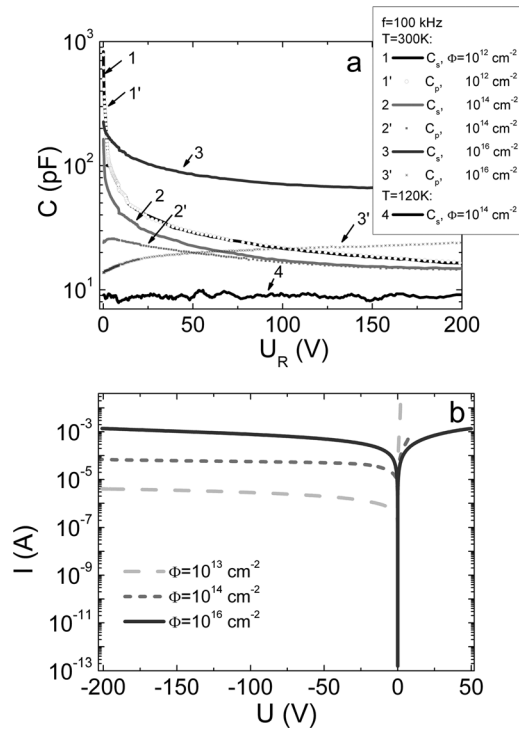 f=100 kHz
T=300K:
1 Cₛ, Φ=10¹² cm⁻²
1' Cₚ, 10¹² cm⁻²
2 Cₛ 10¹⁴ cm⁻²
2' Cₚ 10¹⁴ cm⁻²
3 Cₛ, 10¹⁶ cm⁻²
3' Cₚ, 10¹⁶ cm⁻²
T=120K:
4 Cₛ, Φ=10¹⁴ cm⁻²
a
10³
10²
10¹
C (pF)
1
1'
2
2'
3
3'
4
0 50 100 150 200
U_R (V)
b
10⁻³
10⁻⁵
10⁻⁷
10⁻⁹
10⁻¹¹
10⁻¹³
I (A)
Φ=10¹³ cm⁻²
Φ=10¹⁴ cm⁻²
Φ=10¹⁶ cm⁻²
-200 -150 -100 -50 0 50
U (V)